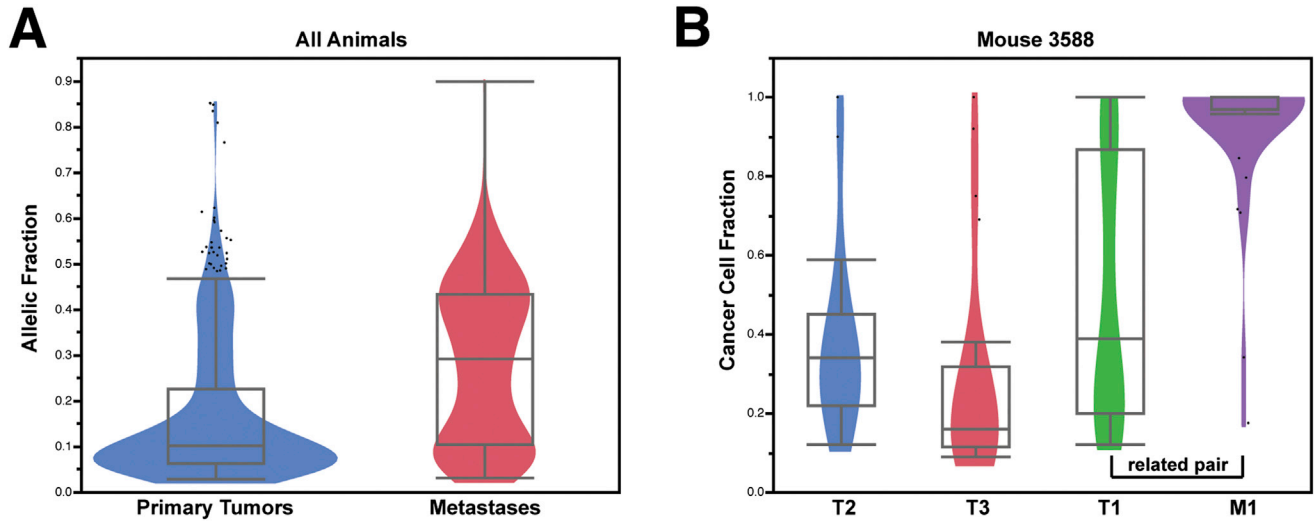 A
All Animals
Allelic Fraction
0.9
0.8
0.7
0.6
0.5
0.4
0.3
0.2
0.1
0.0
Primary Tumors
Metastases
B
Mouse 3588
Cancer Cell Fraction
1.0
0.8
0.6
0.4
0.2
0.0
related pair
T2
T3
T1
M1